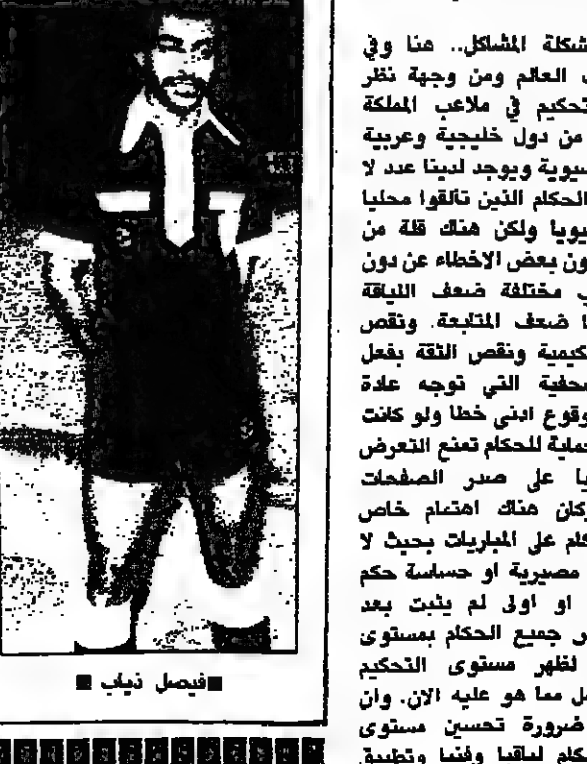 شكلة المشاكل.. هنا وفي
العالم ومن وجهة نظر
تحكيم في ملاعب المملكة
من دول خليجية وعربية
سيوية ويوجد لدينا عدد لا
الحكام الذين تالقوا محليا
سيويا ولكن هناك قلة من
ون بعض الاخطاء عن دون
مختلفة ضعف اللياقة
ا ضعف المتابعة. ونقص
كيمية ونقص الثقة بفعل
صحفية التي توجه عادة
وقوع ادنى خطا ولو كانت
حماية للحكام تمنع التعرض
يا على صدر الصفحات
كان هناك اهتمام خاص
كام على المباريات بحيث لا
مصيرية او حساسة حكم
او اولى لم يثبت بعد
س جميع الحكام بمستوى
لظهر مستوى التحكيم
ضل مما هو عليه الان. وان
ضرورة تحسين مستوى
كام لياقيا وفنيا وتطبيق
■ فيصل ذياب ■